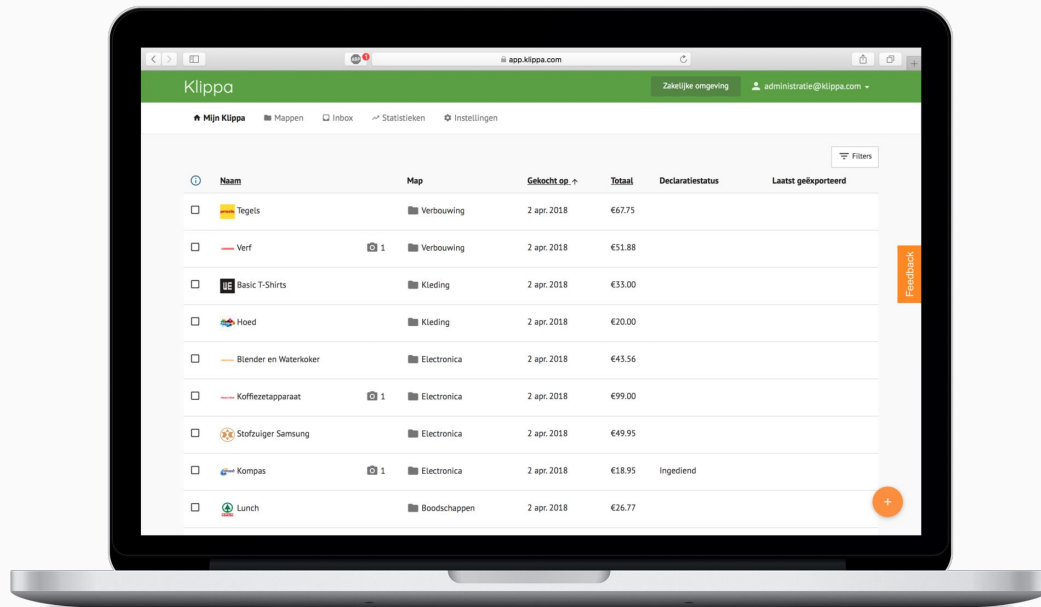 ABP 1 app.klippa.com
Klippa Zakelijke omgeving administratie@klippa.com
Mijn Klippa Mappen Inbox Statistieken Instellingen
Filters
Naam Map Gekocht op Totaal Declaratiestatus Laatst geëxporteerd
Tegels Verbouwing 2 apr. 2018 €67.75
Verf 1 Verbouwing 2 apr. 2018 €51.88
Feedback
WE Basic T-Shirts Kleding 2 apr. 2018 €33.00
Hoed Kleding 2 apr. 2018 €20.00
Blender en Waterkoker Electronica 2 apr. 2018 €43.56
Koffiezetapparaat 1 Electronica 2 apr. 2018 €99.00
Stofzuiger Samsung Electronica 2 apr. 2018 €49.95
Kompas 1 Electronica 2 apr. 2018 €18.95 Ingediend
Lunch Boodschappen 2 apr. 2018 €26.77